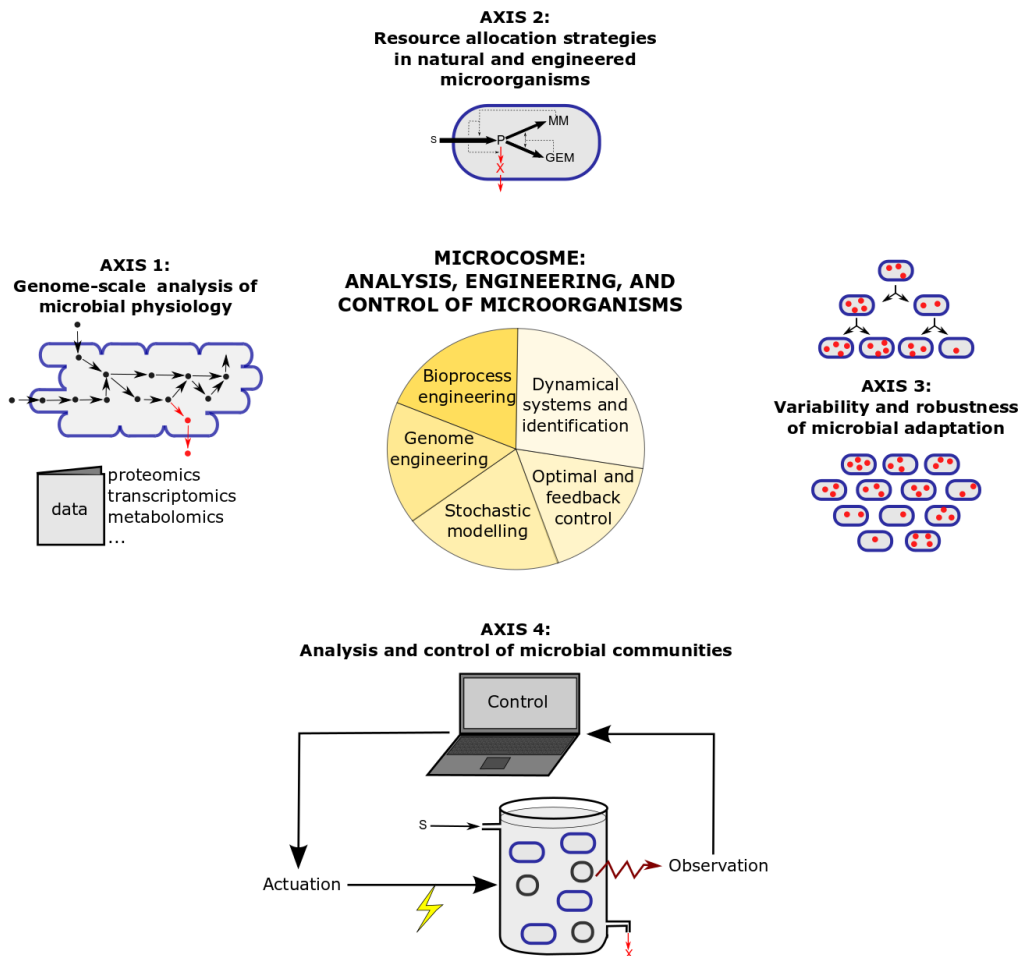 AXIS 2:
Resource allocation strategies
in natural and engineered
microorganisms
S
P
MM
GEM
X
AXIS 1:
Genome-scale analysis of
microbial physiology
data
proteomics
transcriptomics
metabolomics
...
MICROCOSME:
ANALYSIS, ENGINEERING, AND
CONTROL OF MICROORGANISMS
Bioprocess
engineering
Dynamical
systems and
identification
Genome
engineering
Optimal and
feedback
control
Stochastic
modelling
AXIS 3:
Variability and robustness
of microbial adaptation
AXIS 4:
Analysis and control of microbial communities
Control
S
Actuation
Observation
X